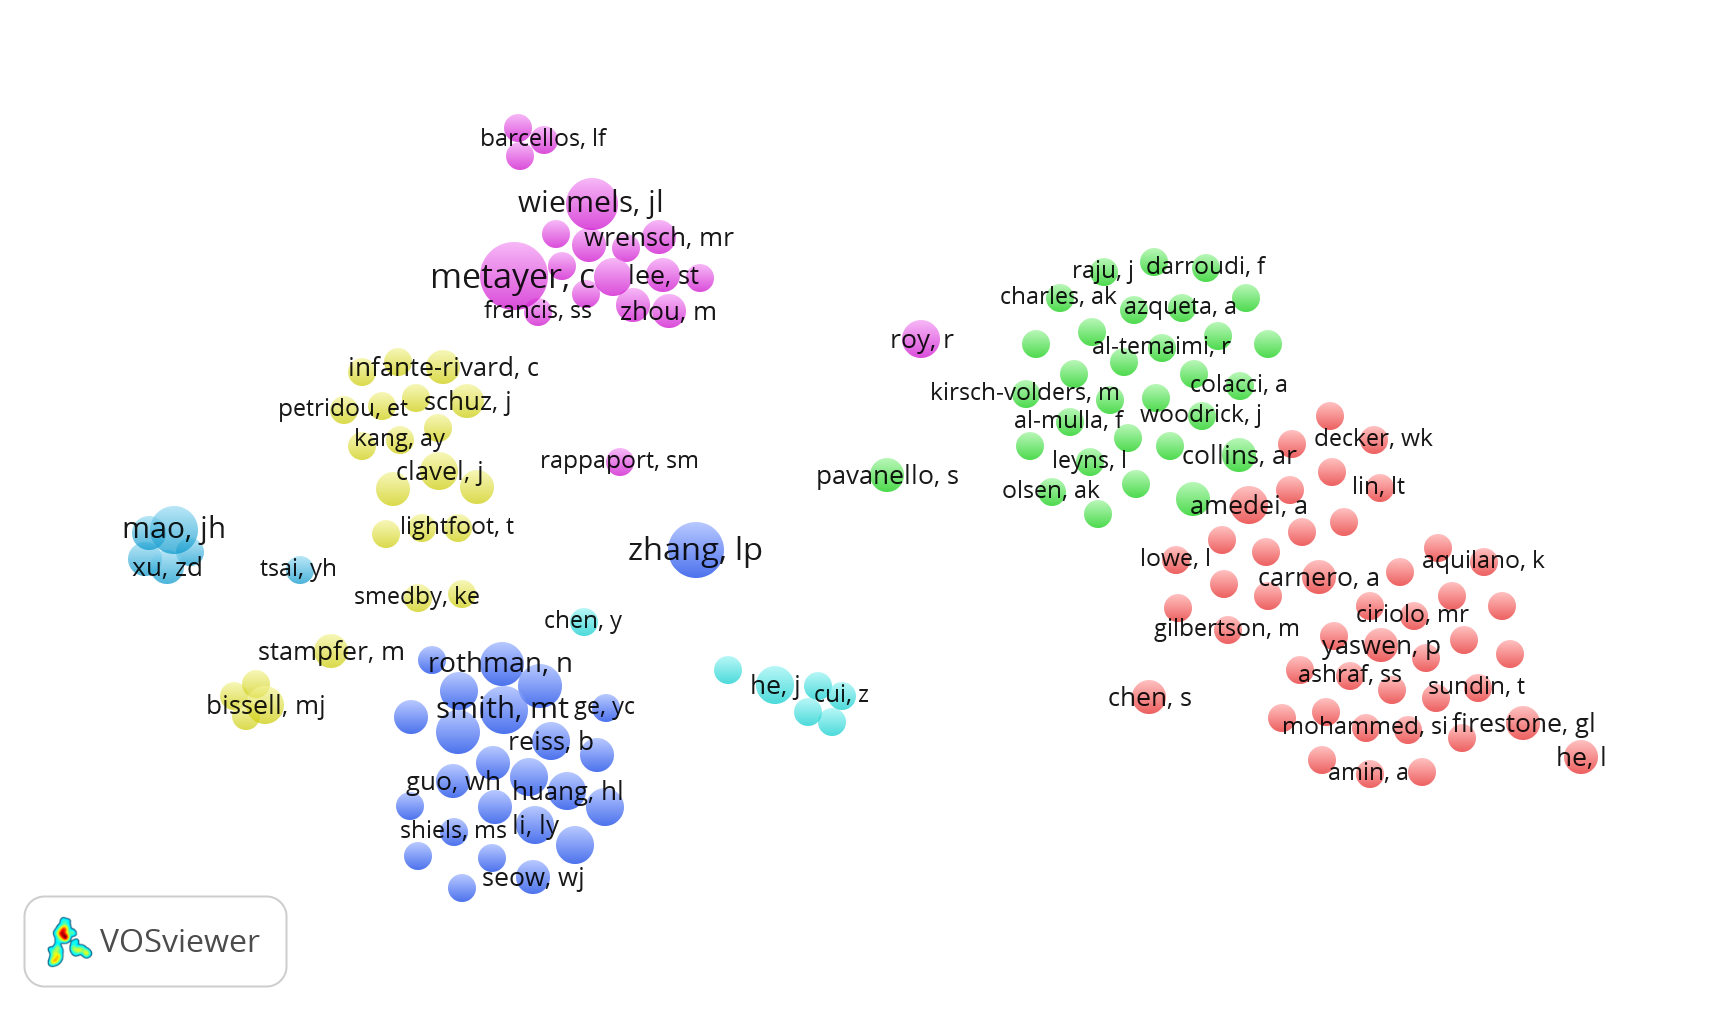 barcellos, lf
wiemels, jl
wrensch, mr
metayer, c
lee, st
francis, ss
zhou, m
raju, j
darroudi, f
charles, ak
azqueta, a
roy, r
al-temaimi, r
infante-rivard, c
kirsch-volders, m
colacci, a
petridou, et
schuz, j
al-mulla, f
woodrick, j
kang, ay
decker, wk
clavel, j
rappaport, sm
leyns, l
collins, ar
pavanello, s
olsen, ak
lin, lt
amedei, a
mao, jh
lightfoot, t
zhang, lp
lowe, l
aquilano, k
xu, zd
tsai, yh
carnero, a
smedby, ke
chen, y
ciriolo, mr
gilbertson, m
stampfer, m
rothman, n
yaswen, p
ashraf, ss
he, j
cui, z
sundin, t
chen, s
bissell, mj
smith, mt
ge, yc
mohammed, si
firestone, gl
reiss, b
he, l
amin, a
guo, wh
huang, hl
shiels, ms
li, ly
seow, wj
VOSviewer